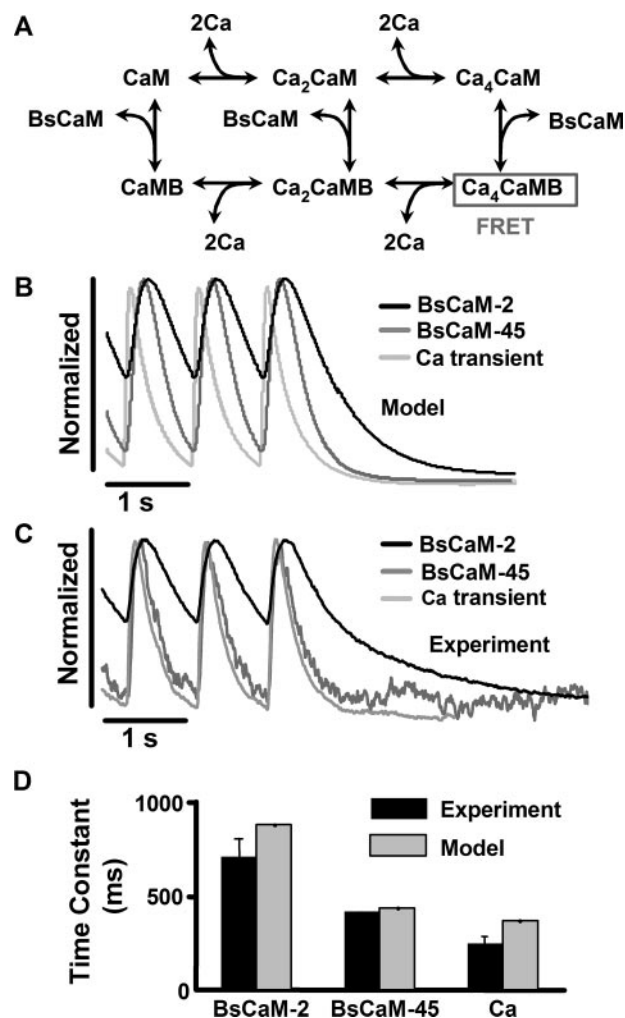 A
2Ca 2Ca
CaM Ca₂CaM Ca₄CaM
BsCaM BsCaM BsCaM
CaMB Ca₂CaMB Ca₄CaMB
FRET
2Ca 2Ca
B
Normalized
BsCaM-2
BsCaM-45
Ca transient
Model
1 s
C
Normalized
BsCaM-2
BsCaM-45
Ca transient
Experiment
1 s
D
Time Constant
(ms)
1000
500
0
Experiment
Model
BsCaM-2 BsCaM-45 Ca